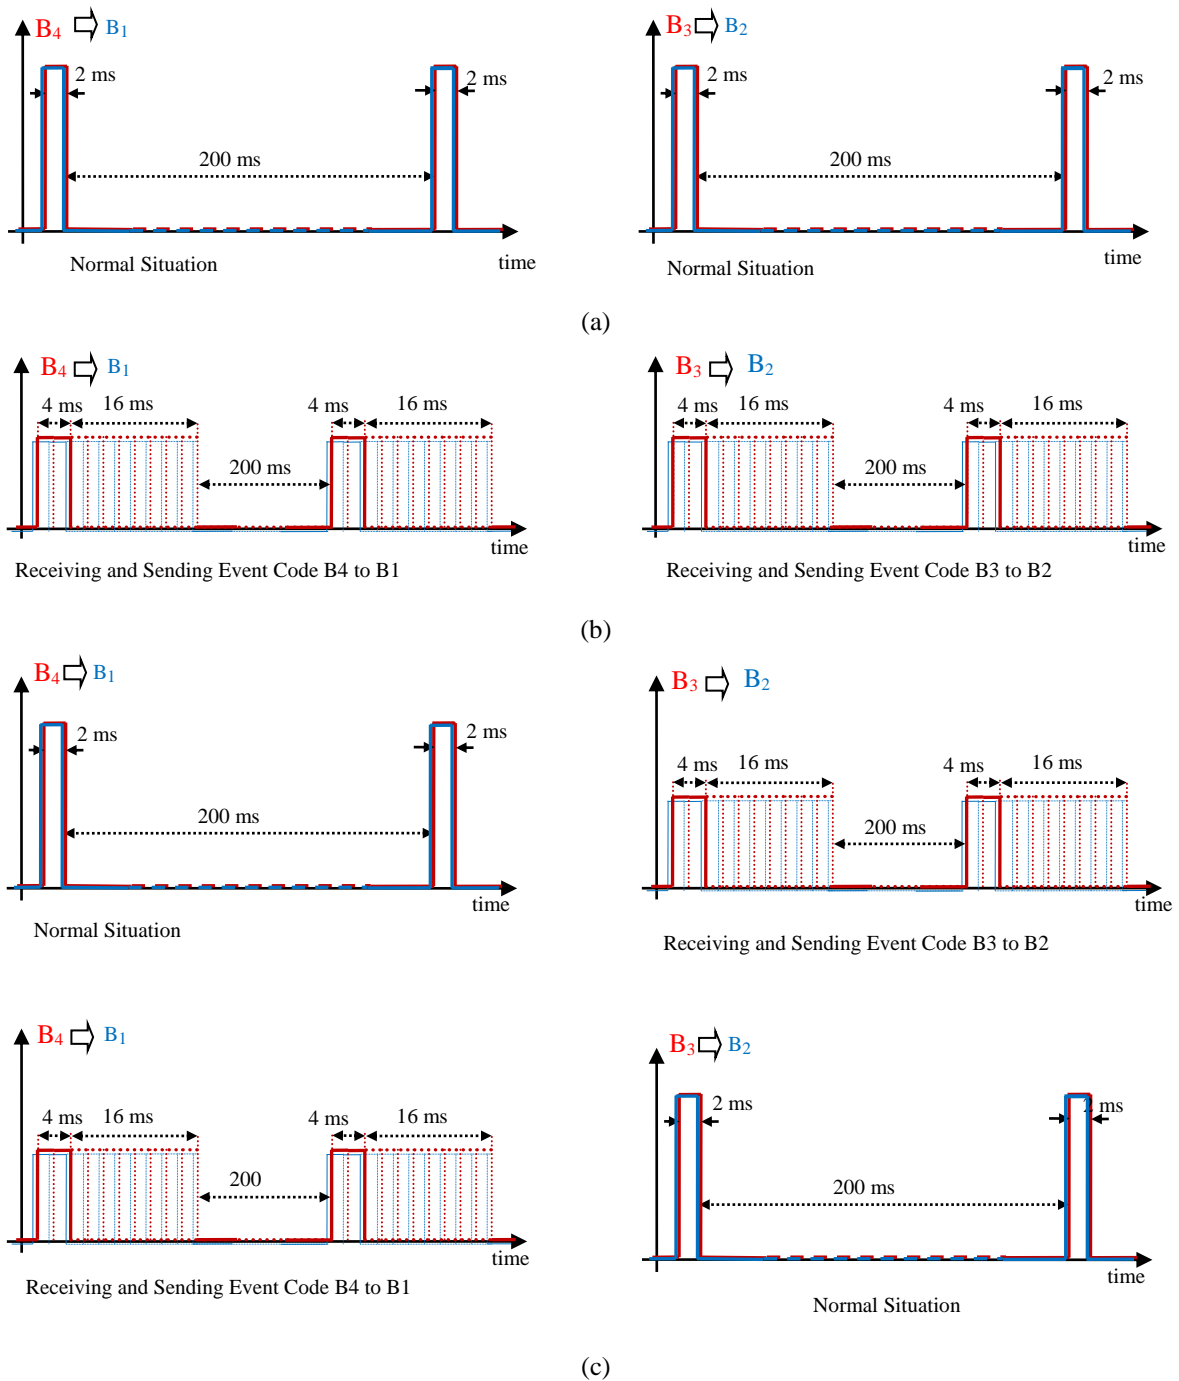 B4 B1
2 ms 2 ms
200 ms
time
Normal Situation
B3 B2
2 ms 2 ms
200 ms
time
Normal Situation
(a)
B4 B1
4 ms 16 ms 4 ms 16 ms
200 ms
time
Receiving and Sending Event Code B4 to B1
B3 B2
4 ms 16 ms 4 ms 16 ms
200 ms
time
Receiving and Sending Event Code B3 to B2
(b)
B4 B1
2 ms 2 ms
200 ms
time
Normal Situation
B3 B2
4 ms 16 ms 4 ms 16 ms
200 ms
time
Receiving and Sending Event Code B3 to B2
B4 B1
4 ms 16 ms 4 ms 16 ms
200
time
Receiving and Sending Event Code B4 to B1
B3 B2
2 ms 2 ms
200 ms
time
Normal Situation
(c)